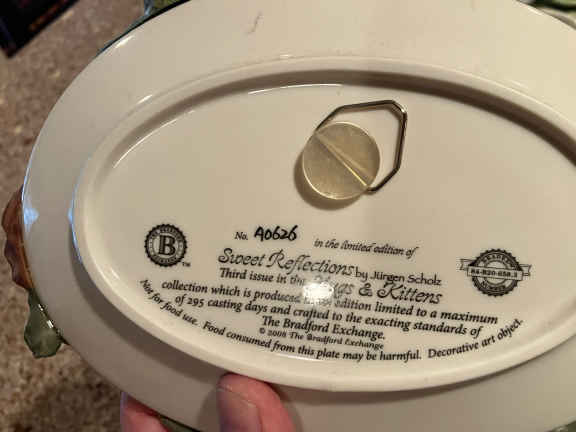 No. A0626 in the limited edition of
Sweet Reflections by Jürgen Scholz
Third issue in the & Kittens
collection which is produced edition limited to a maximum
of 295 casting days and crafted to the exacting standards of
The Bradford Exchange.
© 2008 The Bradford Exchange
Not for food use. Food consumed from this plate may be harmful. Decorative art object.
B
TM
84-B20-658.3